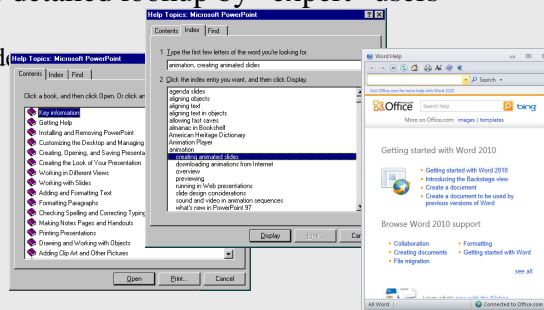 detailed lookup by "expert" users
Help Topics: Microsoft PowerPoint
Contents Index Find
Click a book, and then click Open. Or click an
Key information
Getting Help
Installing and Removing PowerPoint
Customizing the Desktop and Managing
Creating, Opening, and Saving Presenta
Creating the Look of Your Presentation
Working in Different Views
Working with Slides
Adding and Formatting Text
Formatting Paragraphs
Checking Spelling and Correcting Typing
Making Notes Pages and Handouts
Printing Presentations
Drawing and Working with Objects
Adding Clip Art and Other Pictures
Open Print... Cancel
Help Topics: Microsoft PowerPoint
Contents Index Find
1 Type the first few letters of the word you're looking for.
animation, creating animated slides
2 Click the index entry you want, and then click Display.
agenda slides
aligning objects
aligning text
aligning text in objects
allowing fast saves
almanac in Bookshelf
American Heritage Dictionary
Animation Player
animation
creating animated slides
downloading animations from Internet
overview
previewing
running in Web presentations
slide design considerations
sound and video in animation sequences
what's new in PowerPoint 97
Display Print... Can
Word Help
Search
Visit Office.com for more help with Word 2010
Office Search help bing
More on Office.com: images | templates
Getting started with Word 2010
Getting started with Word 2010
Introducing the Backstage view
Create a document
Create a document to be used by
previous versions of Word
Browse Word 2010 support
Collaboration
Creating documents
File migration
Formatting
Getting started with Word
see all
All Word Connected to Office.com